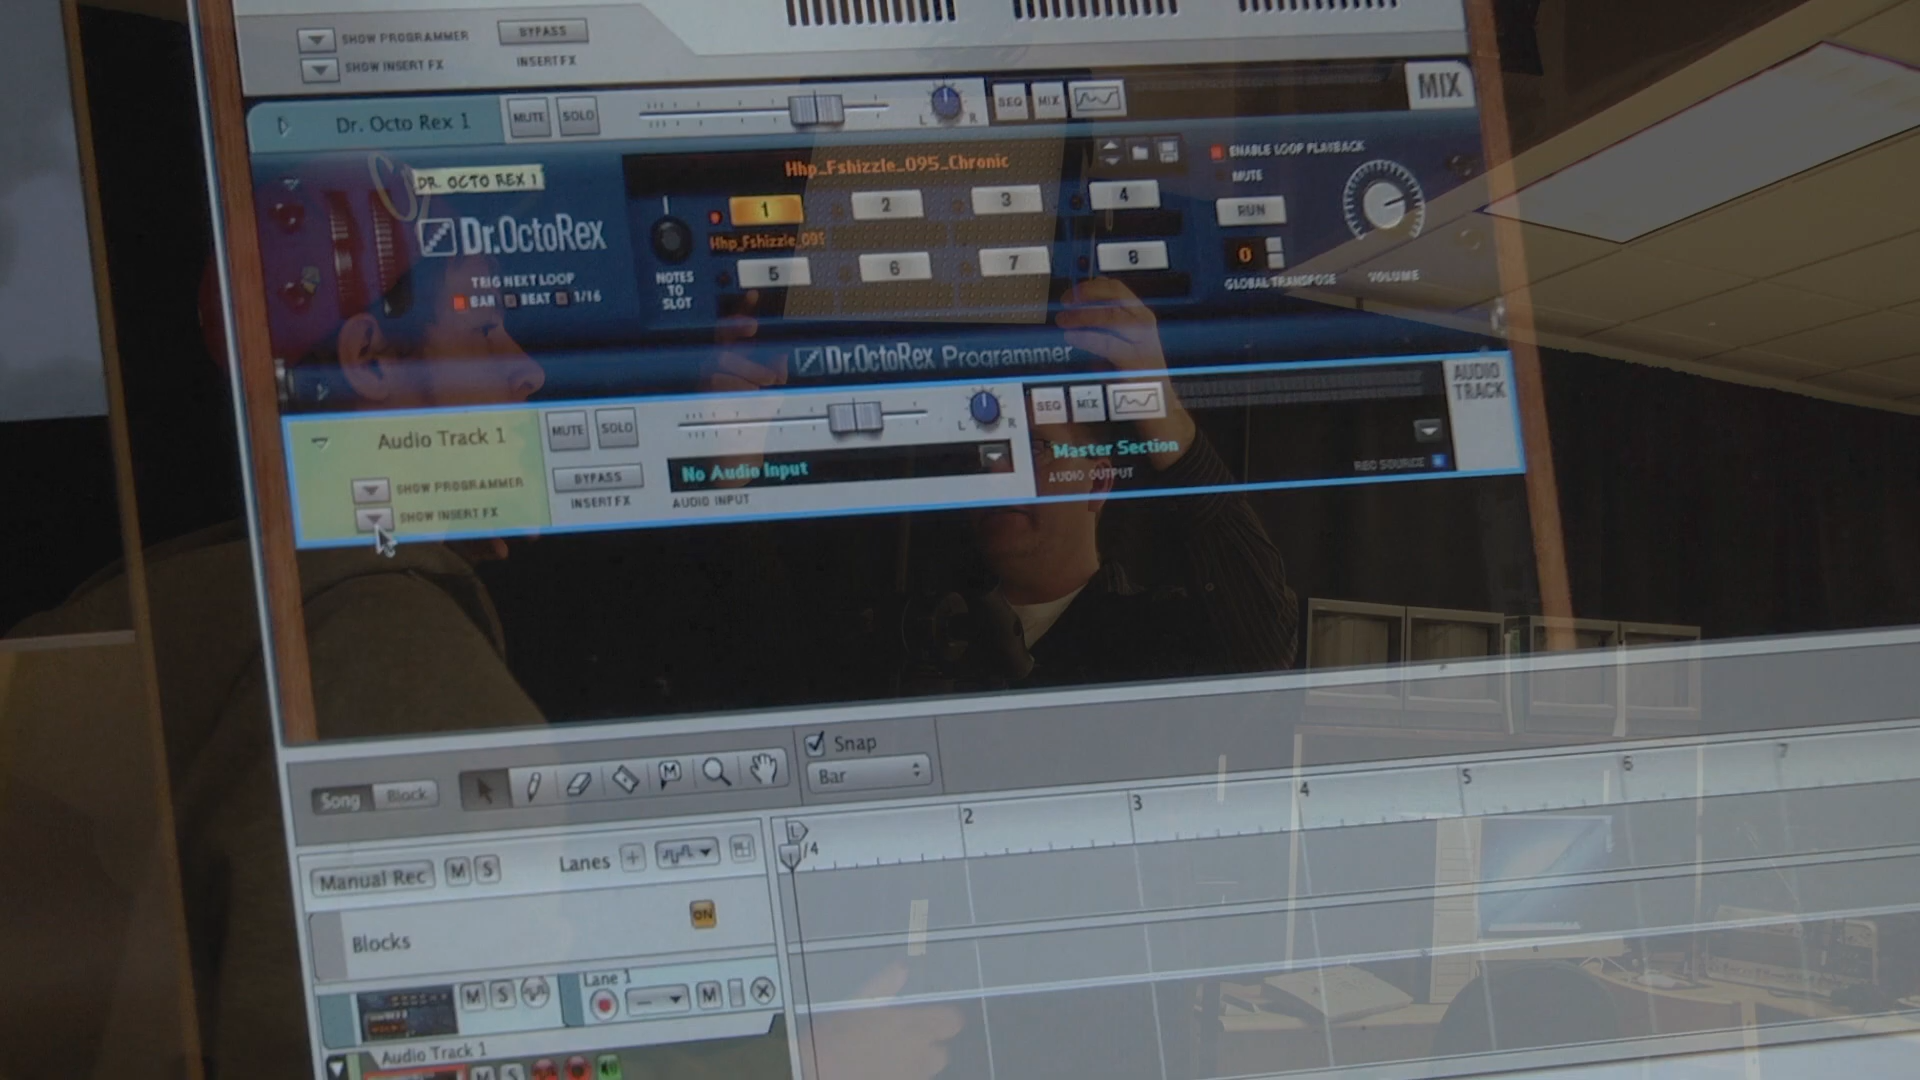 SHOW PROGRAMMER
BYPASS
SHOW INSERT FX
INSERT FX
Dr. Octo Rex 1
MUTE
SOLO
L R
SEQ
MIX
MIX
DR. OCTO REX 1
Hhp_Fshizzle_095_Chronic
ENABLE LOOP PLAYBACK
MUTE
1
2
3
4
RUN
Dr.OctoRex
Hhp_Fshizzle_095
TRIG NEXT LOOP
BAR BEAT 1/16
NOTES
TO
SLOT
5
6
7
8
0
GLOBAL TRANSPOSE
VOLUME
Dr.OctoRex Programmer
Audio Track 1
MUTE
SOLO
L R
SEQ
MIX
AUDIO
TRACK
SHOW PROGRAMMER
BYPASS
No Audio Input
Master Section
SHOW INSERT FX
INSERT FX
AUDIO INPUT
AUDIO OUTPUT
REC SOURCE
Snap
Song
Block
M
Bar
L
/4
2
3
4
5
6
7
Manual Rec
M
S
Lanes
Blocks
ON
M
S
Lane 1
M
Audio Track 1
M
S